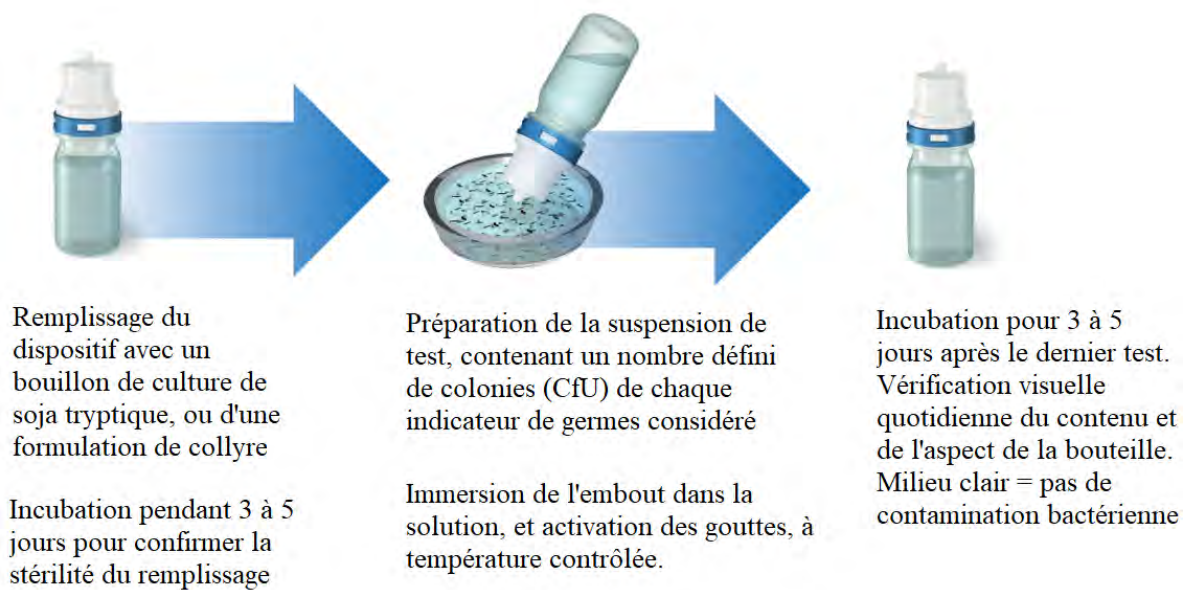 Remplissage du
dispositif avec un
bouillon de culture de
soja tryptique, ou d'une
formulation de collyre
Incubation pendant 3 à 5
jours pour confirmer la
stérilité du remplissage
Préparation de la suspension de
test, contenant un nombre défini
de colonies (CfU) de chaque
indicateur de germes considéré
Immersion de l'embout dans la
solution, et activation des gouttes, à
température contrôlée.
Incubation pour 3 à 5
jours après le dernier test.
Vérification visuelle
quotidienne du contenu et
de l'aspect de la bouteille.
Milieu clair = pas de
contamination bactérienne